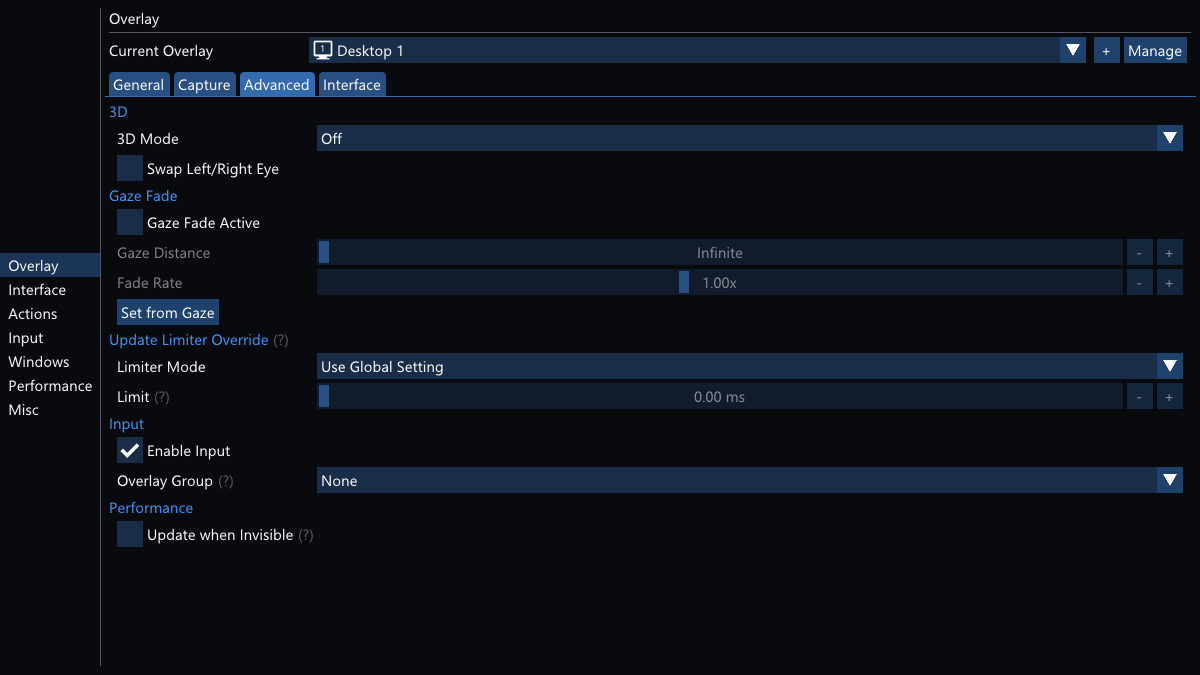 Overlay
Current Overlay 1 Desktop 1 + Manage
General Capture Advanced Interface
3D
3D Mode Off
Swap Left/Right Eye
Gaze Fade
Gaze Fade Active
Gaze Distance Infinite - +
Fade Rate 1.00x - +
Set from Gaze
Update Limiter Override (?)
Limiter Mode Use Global Setting
Limit (?) 0.00 ms - +
Input
Enable Input
Overlay Group (?) None
Performance
Update when Invisible (?)
Overlay
Interface
Actions
Input
Windows
Performance
Misc